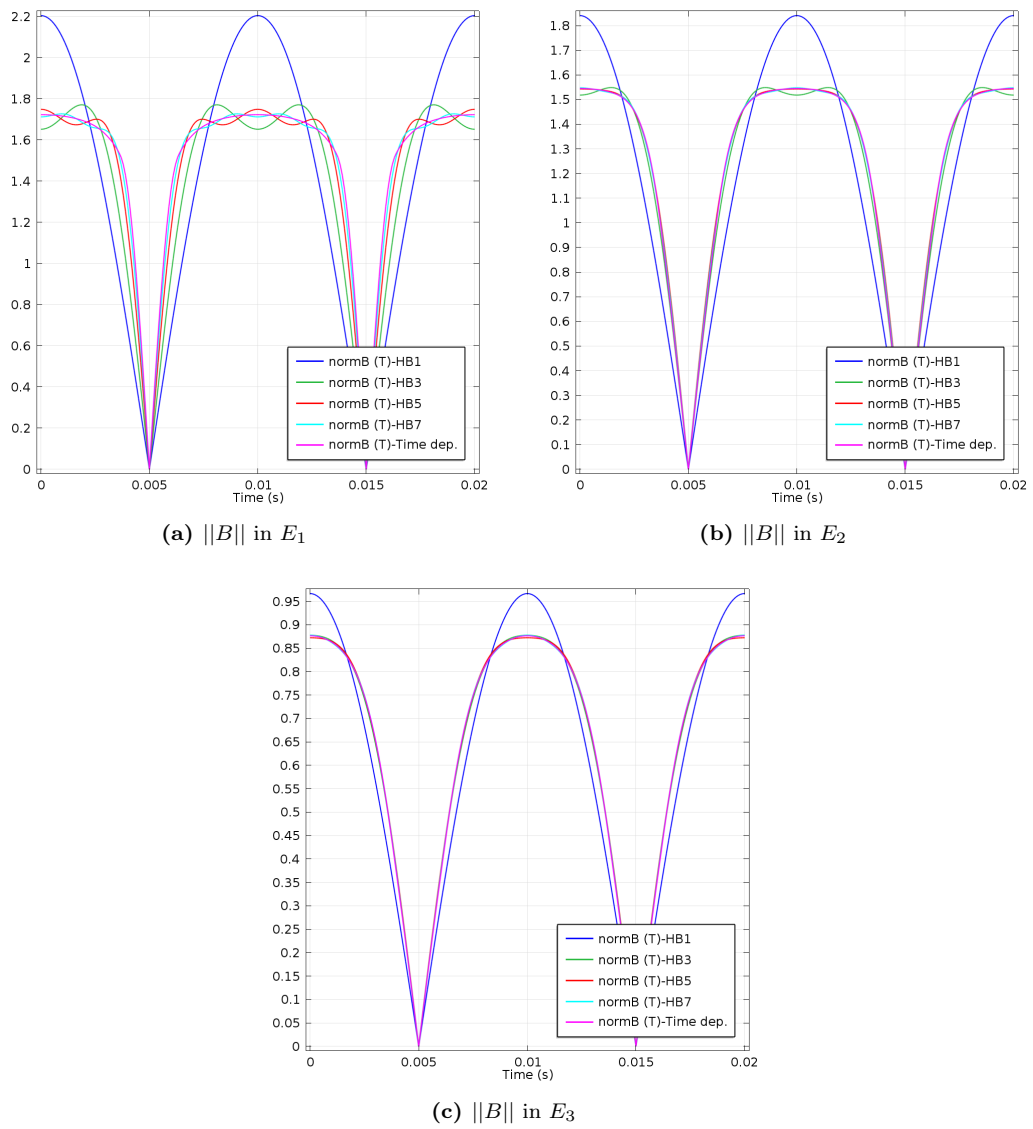 2.2
2
1.8
1.6
1.4
1.2
1
0.8
0.6
0.4
0.2
0
0 0.005 0.01 0.015 0.02
Time (s)
normB (T)-HB1
normB (T)-HB3
normB (T)-HB5
normB (T)-HB7
normB (T)-Time dep.
(a) ||B|| in E₁
1.8
1.7
1.6
1.5
1.4
1.3
1.2
1.1
1
0.9
0.8
0.7
0.6
0.5
0.4
0.3
0.2
0.1
0
0 0.005 0.01 0.015 0.02
Time (s)
normB (T)-HB1
normB (T)-HB3
normB (T)-HB5
normB (T)-HB7
normB (T)-Time dep.
(b) ||B|| in E₂
0.95
0.9
0.85
0.8
0.75
0.7
0.65
0.6
0.55
0.5
0.45
0.4
0.35
0.3
0.25
0.2
0.15
0.1
0.05
0
0 0.005 0.01 0.015 0.02
Time (s)
normB (T)-HB1
normB (T)-HB3
normB (T)-HB5
normB (T)-HB7
normB (T)-Time dep.
(c) ||B|| in E₃